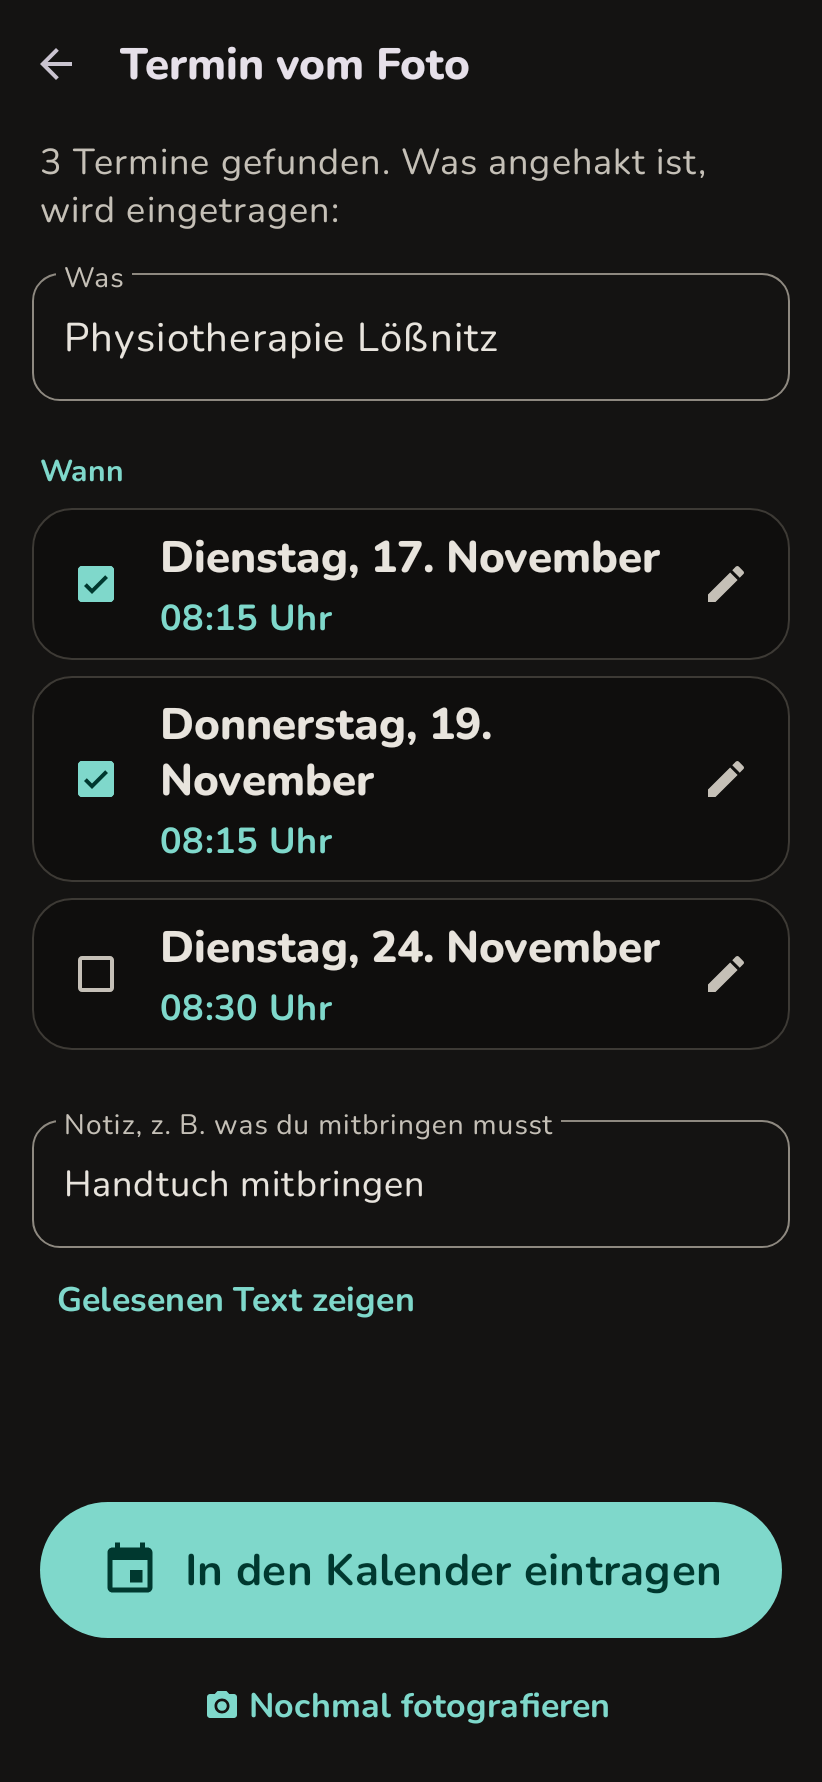 Termin vom Foto
3 Termine gefunden. Was angehakt ist,
wird eingetragen:
Was
Physiotherapie Lößnitz
Wann
Dienstag, 17. November
08:15 Uhr
Donnerstag, 19.
November
08:15 Uhr
Dienstag, 24. November
08:30 Uhr
Notiz, z. B. was du mitbringen musst
Handtuch mitbringen
Gelesenen Text zeigen
In den Kalender eintragen
Nochmal fotografieren